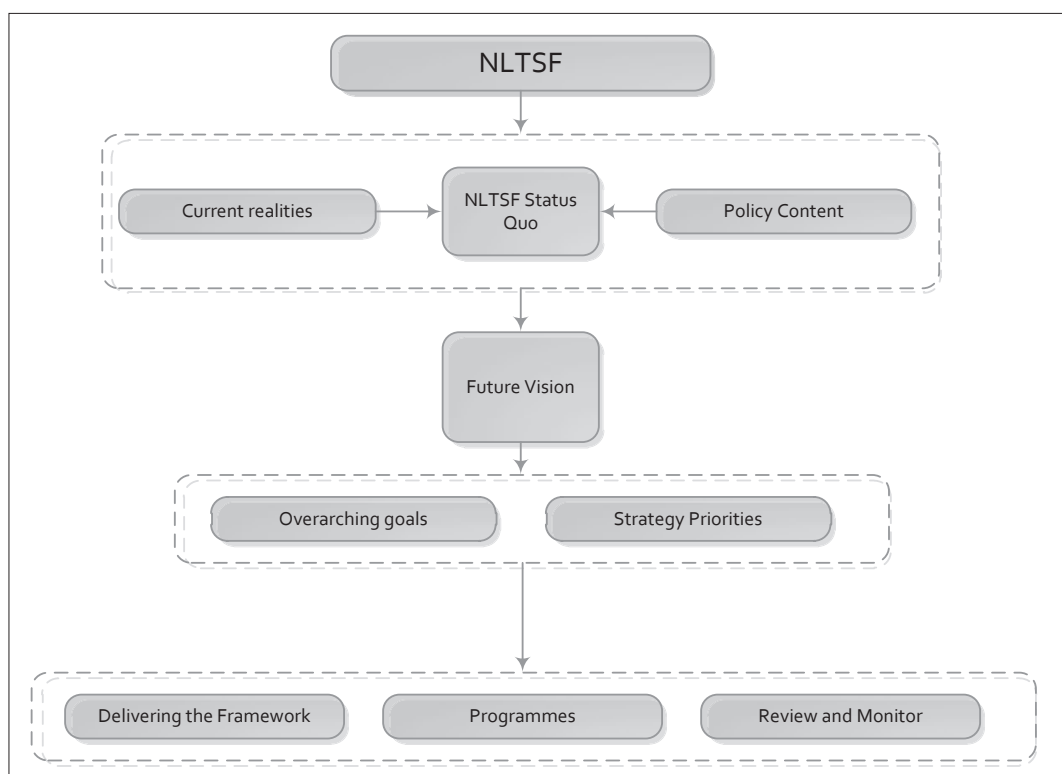 NLTSF
Current realities
NLTSF Status
Quo
Policy Content
Future Vision
Overarching goals
Strategy Priorities
Delivering the Framework
Programmes
Review and Monitor